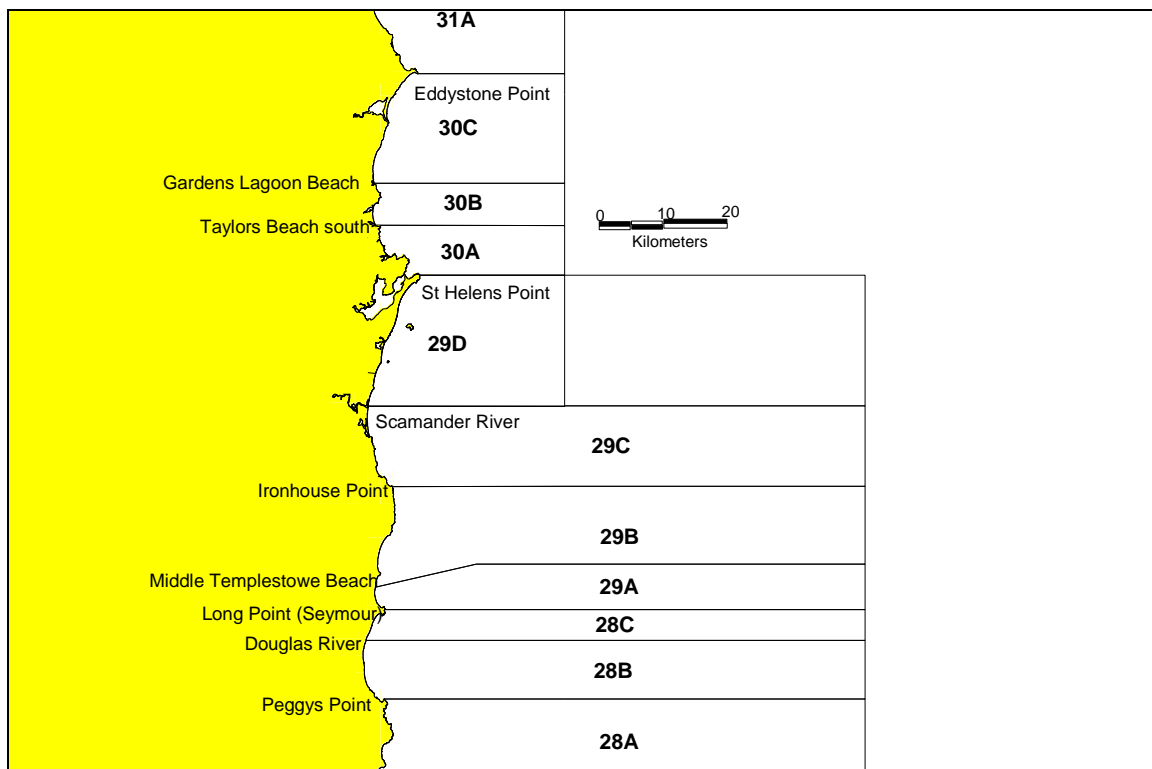 31A
Eddystone Point
30C
Gardens Lagoon Beach
30B
Taylors Beach south
0 10 20
Kilometers
30A
St Helens Point
29D
Scamander River
29C
Ironhouse Point
29B
Middle Templestowe Beach
29A
Long Point (Seymour)
28C
Douglas River
28B
Peggys Point
28A